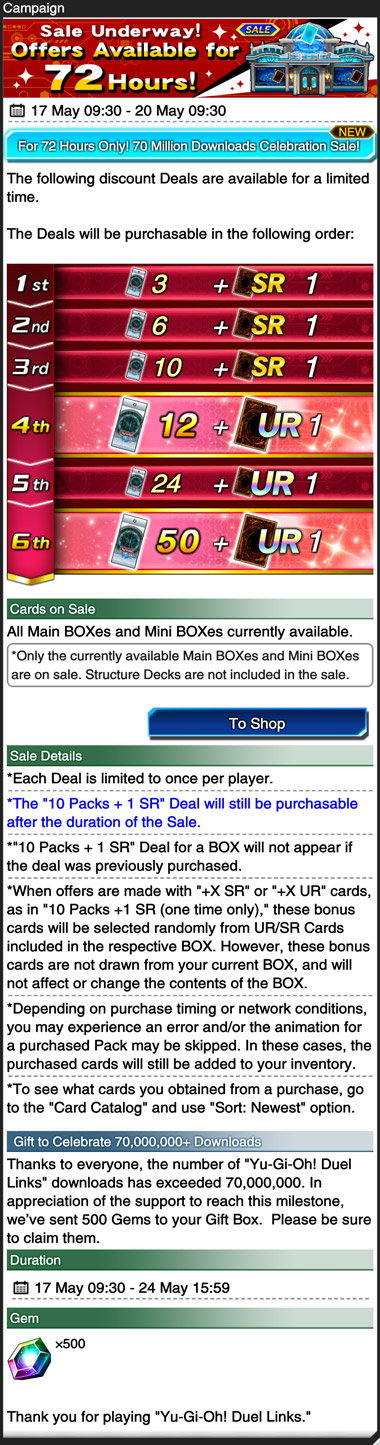 Campaign
Sale Underway!
SALE
Offers Available for
72 Hours!
17 May 09:30 - 20 May 09:30
NEW
For 72 Hours Only! 70 Million Downloads Celebration Sale!
The following discount Deals are available for a limited
time.
The Deals will be purchasable in the following order:
1st 3 + SR 1
2nd 6 + SR 1
3rd 10 + SR 1
4th 12 + UR 1
5th 24 + UR 1
6th 50 + UR 1
Cards on Sale
All Main BOXes and Mini BOXes currently available.
*Only the currently available Main BOXes and Mini BOXes
are on sale. Structure Decks are not included in the sale.
To Shop
Sale Details
*Each Deal is limited to once per player.
*The "10 Packs + 1 SR" Deal will still be purchasable
after the duration of the Sale.
*"10 Packs + 1 SR" Deal for a BOX will not appear if
the deal was previously purchased.
*When offers are made with "+X SR" or "+X UR" cards,
as in "10 Packs +1 SR (one time only)," these bonus
cards will be selected randomly from UR/SR Cards
included in the respective BOX. However, these bonus
cards are not drawn from your current BOX, and will
not affect or change the contents of the BOX.
*Depending on purchase timing or network conditions,
you may experience an error and/or the animation for
a purchased Pack may be skipped. In these cases, the
purchased cards will still be added to your inventory.
*To see what cards you obtained from a purchase, go
to the "Card Catalog" and use "Sort: Newest" option.
Gift to Celebrate 70,000,000+ Downloads
Thanks to everyone, the number of "Yu-Gi-Oh! Duel
Links" downloads has exceeded 70,000,000. In
appreciation of the support to reach this milestone,
we've sent 500 Gems to your Gift Box.  Please be sure
to claim them.
Duration
17 May 09:30 - 24 May 15:59
Gem
×500
Thank you for playing "Yu-Gi-Oh! Duel Links."